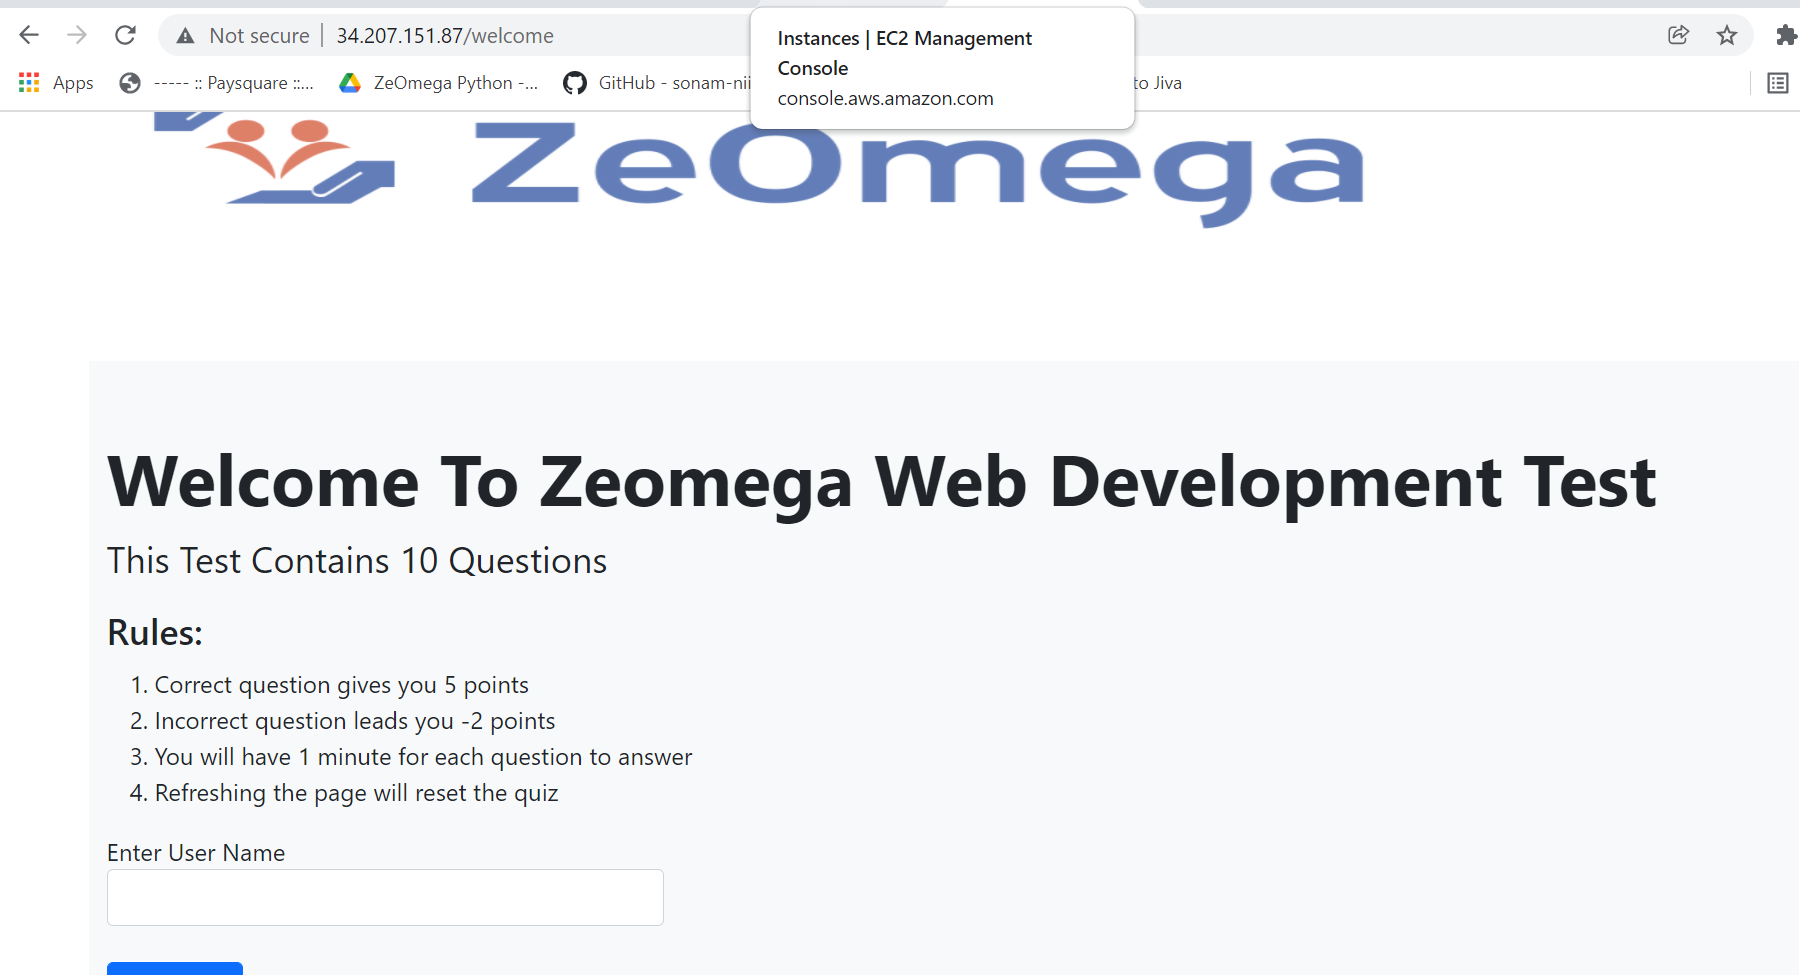 Not secure 34.207.151.87/welcome
Instances | EC2 Management
Console
console.aws.amazon.com
Apps ----- :: Paysquare ::... ZeOmega Python -... GitHub - sonam-nii to Jiva
ZeOmega
Welcome To Zeomega Web Development Test
This Test Contains 10 Questions
Rules:
1. Correct question gives you 5 points
2. Incorrect question leads you -2 points
3. You will have 1 minute for each question to answer
4. Refreshing the page will reset the quiz
Enter User Name